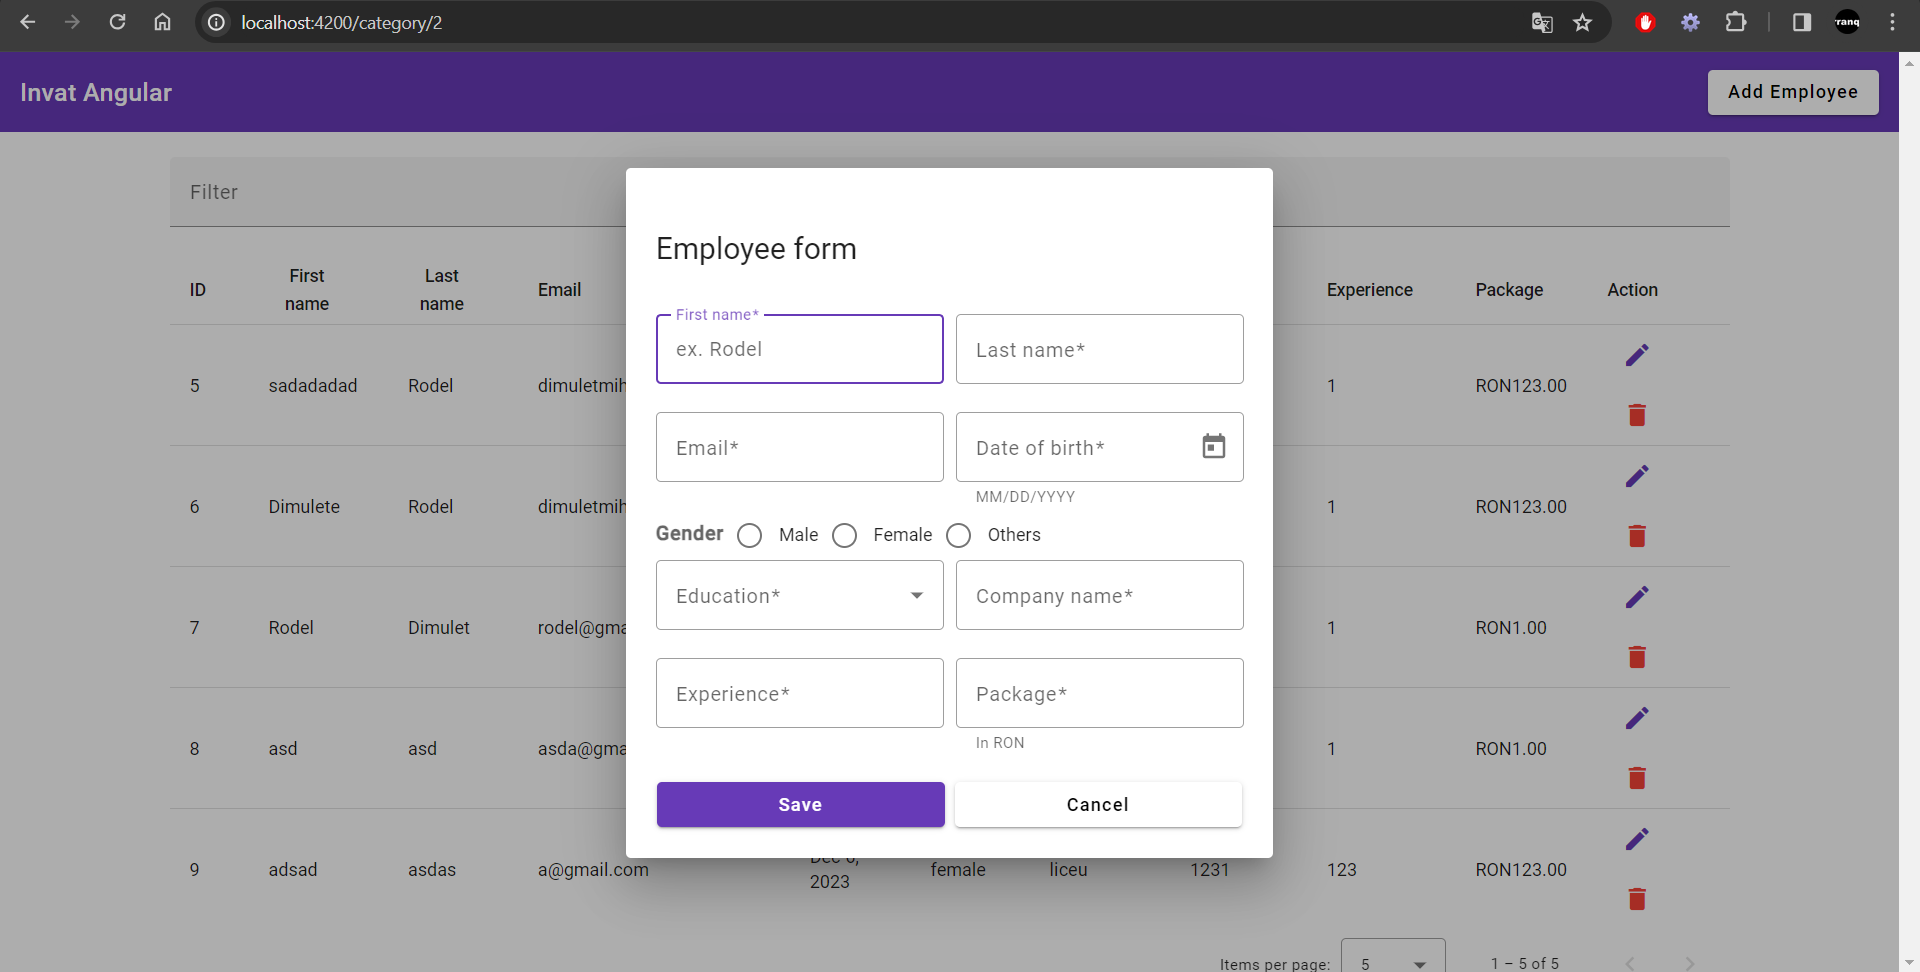 localhost:4200/category/2
ranq
Invat Angular
Add Employee
Filter
ID First name Last name Email Experience Package Action
5 sadadadad Rodel dimuletmih 1 RON123.00
6 Dimulete Rodel dimuletmih 1 RON123.00
7 Rodel Dimulet rodel@gma 1 RON1.00
8 asd asd asda@gma 1 RON1.00
9 adsad asdas a@gmail.com Dec 6, 2023 female liceu 1231 123 RON123.00
Items per page: 5 1 – 5 of 5
Employee form
First name*
ex. Rodel Last name*
Email* Date of birth*
MM/DD/YYYY
Gender Male Female Others
Education* Company name*
Experience* Package*
In RON
Save Cancel